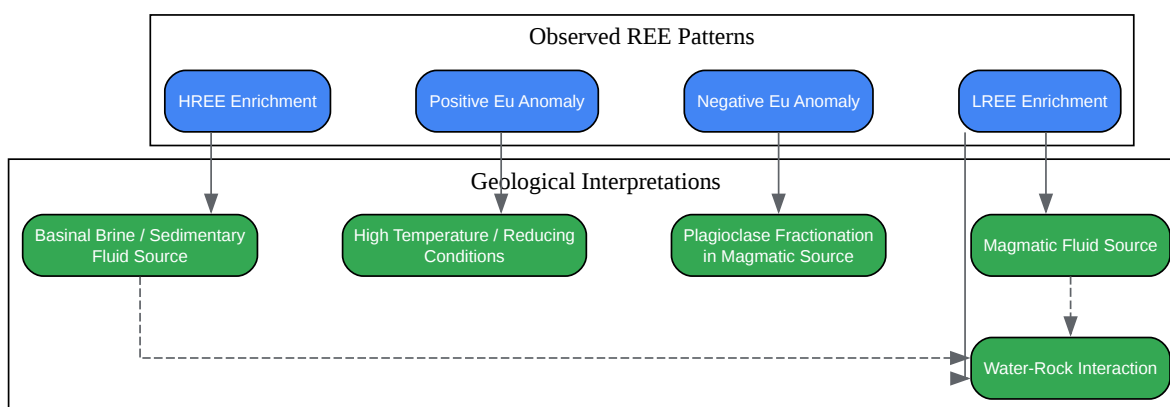 Observed REE Patterns
HREE Enrichment
Positive Eu Anomaly
Negative Eu Anomaly
LREE Enrichment
Geological Interpretations
Basinal Brine / Sedimentary
Fluid Source
High Temperature / Reducing
Conditions
Plagioclase Fractionation
in Magmatic Source
Magmatic Fluid Source
Water-Rock Interaction